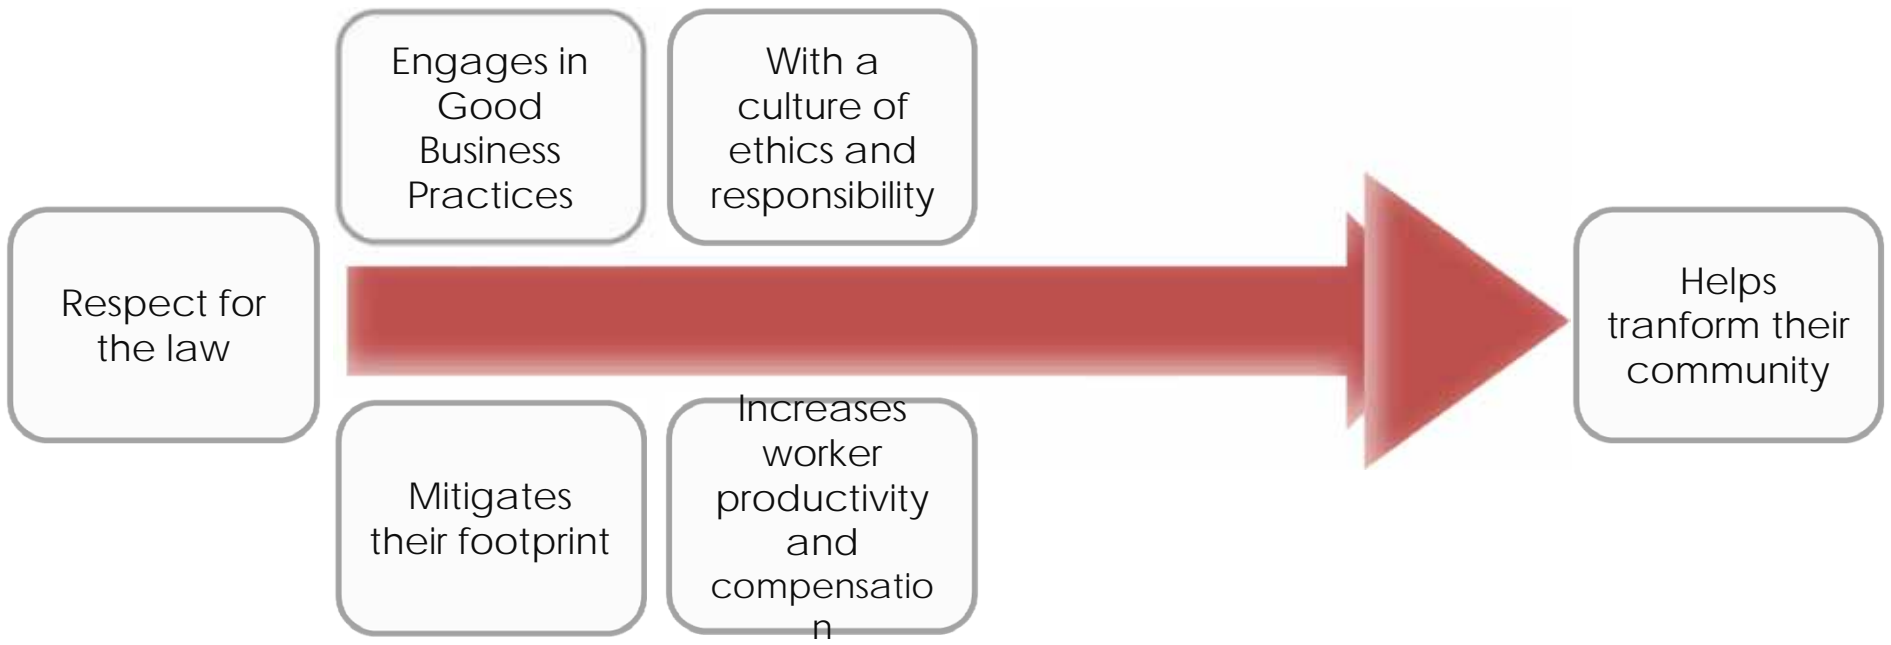 Respect for
the law
Engages in
Good
Business
Practices
With a
culture of
ethics and
responsibility
Mitigates
their footprint
Increases
worker
productivity
and
compensatio
n
Helps
tranform their
community